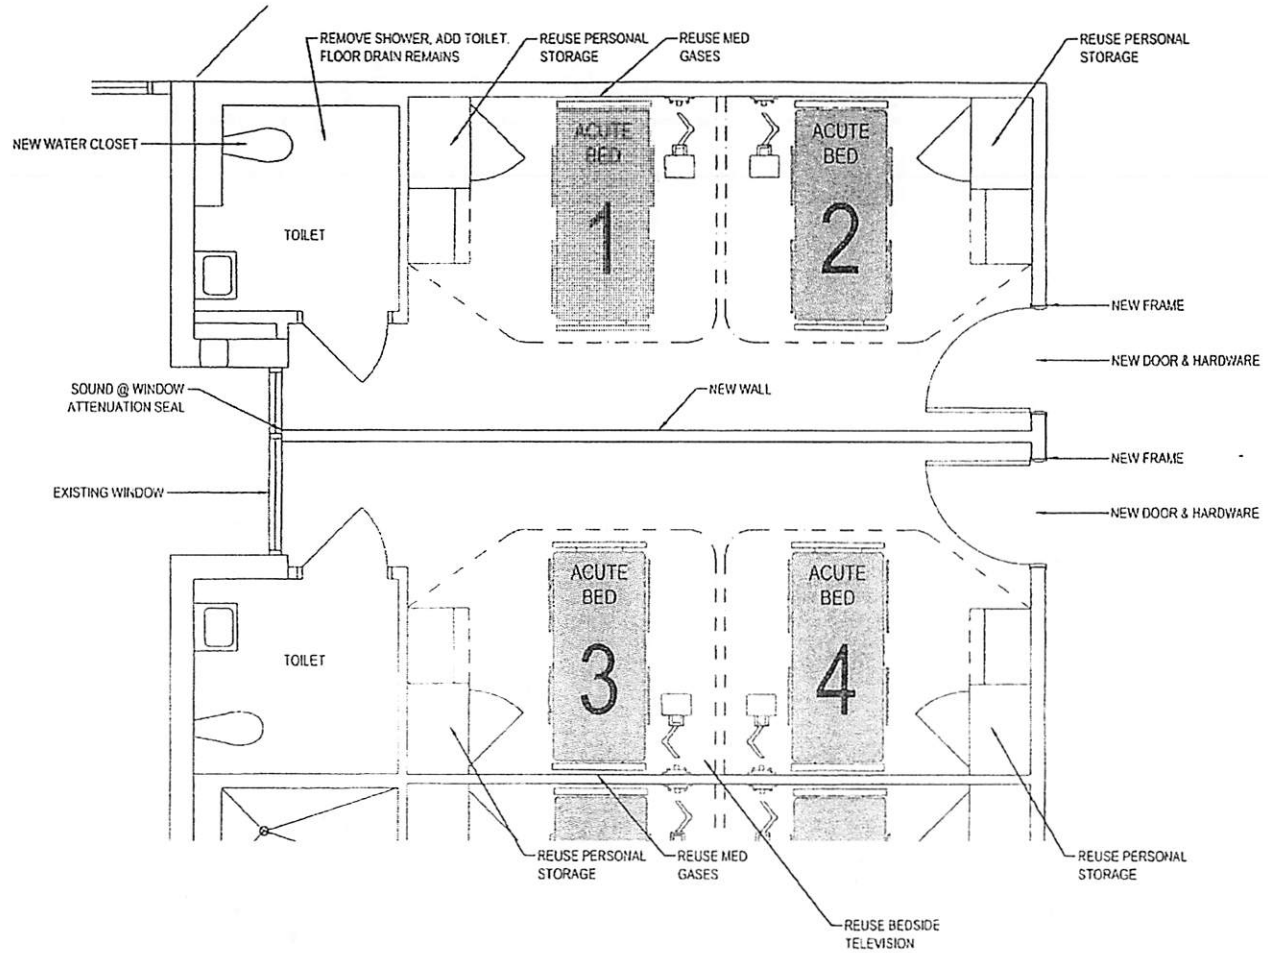 REMOVE SHOWER, ADD TOILET.
FLOOR DRAIN REMAINS
REUSE PERSONAL
STORAGE
REUSE MED
GASES
REUSE PERSONAL
STORAGE
NEW WATER CLOSET
ACUTE
BED
1
ACUTE
BED
2
TOILET
NEW FRAME
NEW DOOR & HARDWARE
SOUND @ WINDOW
ATTENUATION SEAL
NEW WALL
NEW FRAME
EXISTING WINDOW
NEW DOOR & HARDWARE
ACUTE
BED
3
ACUTE
BED
4
TOILET
REUSE PERSONAL
STORAGE
REUSE MED
GASES
REUSE PERSONAL
STORAGE
REUSE BEDSIDE
TELEVISION